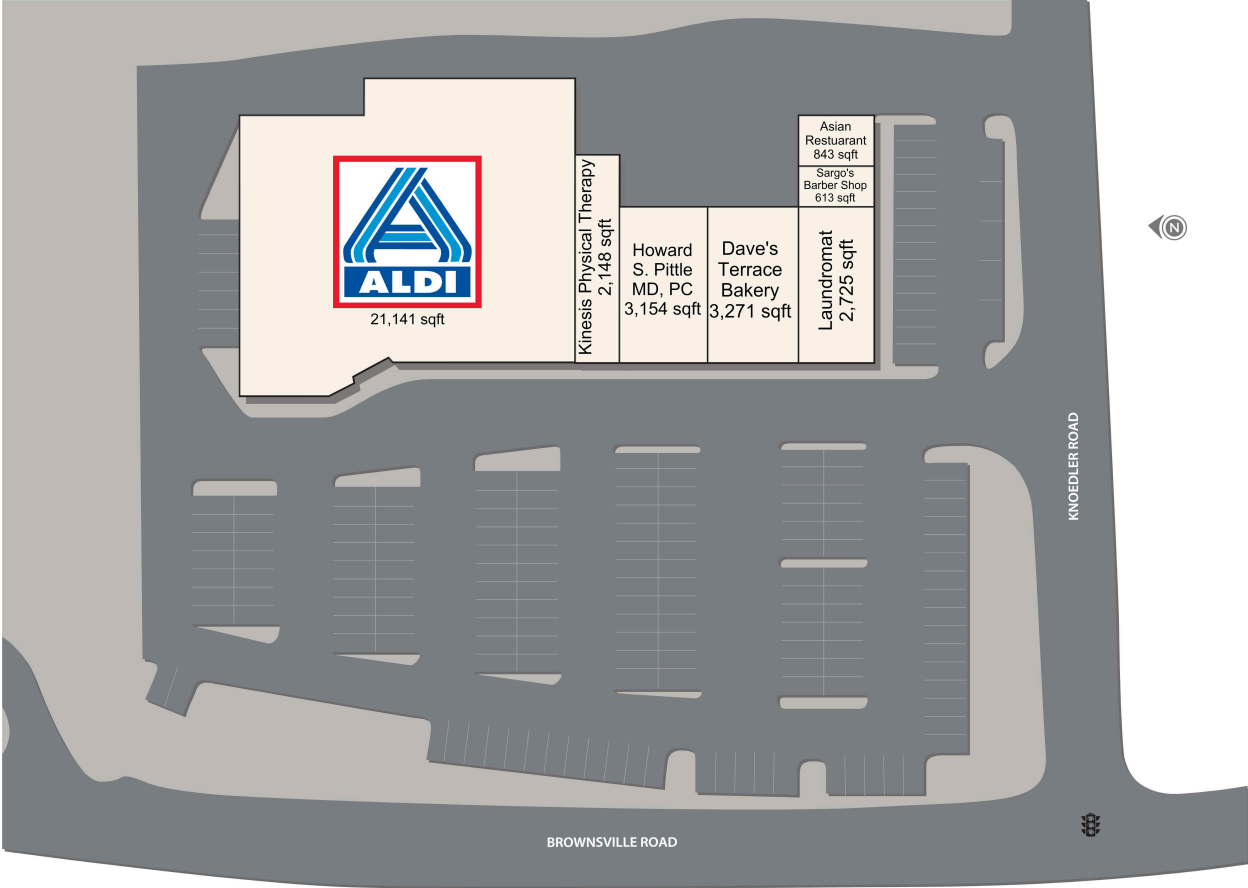 ALDI
21,141 sqft
Kinesis Physical Therapy
2,148 sqft
Howard
S. Pittle
MD, PC
3,154 sqft
Dave's
Terrace
Bakery
3,271 sqft
Asian
Restuarant
843 sqft
Sargo's
Barber Shop
613 sqft
Laundromat
2,725 sqft
N
KNOEDLER ROAD
BROWNSVILLE ROAD